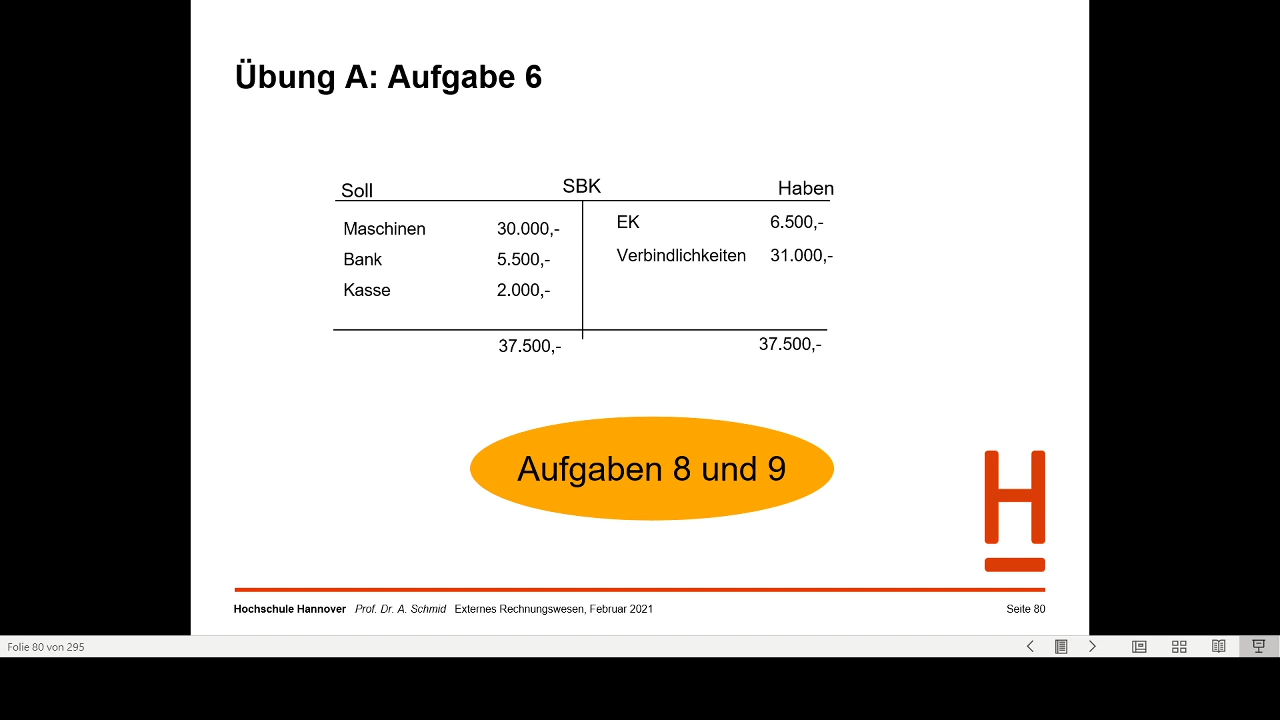 Übung A: Aufgabe 6
Soll SBK Haben
Maschinen 30.000,- EK 6.500,-
Bank 5.500,- Verbindlichkeiten 31.000,-
Kasse 2.000,-
37.500,- 37.500,-
Aufgaben 8 und 9
H
Hochschule Hannover Prof. Dr. A. Schmid Externes Rechnungswesen, Februar 2021 Seite 80
Folie 80 von 295